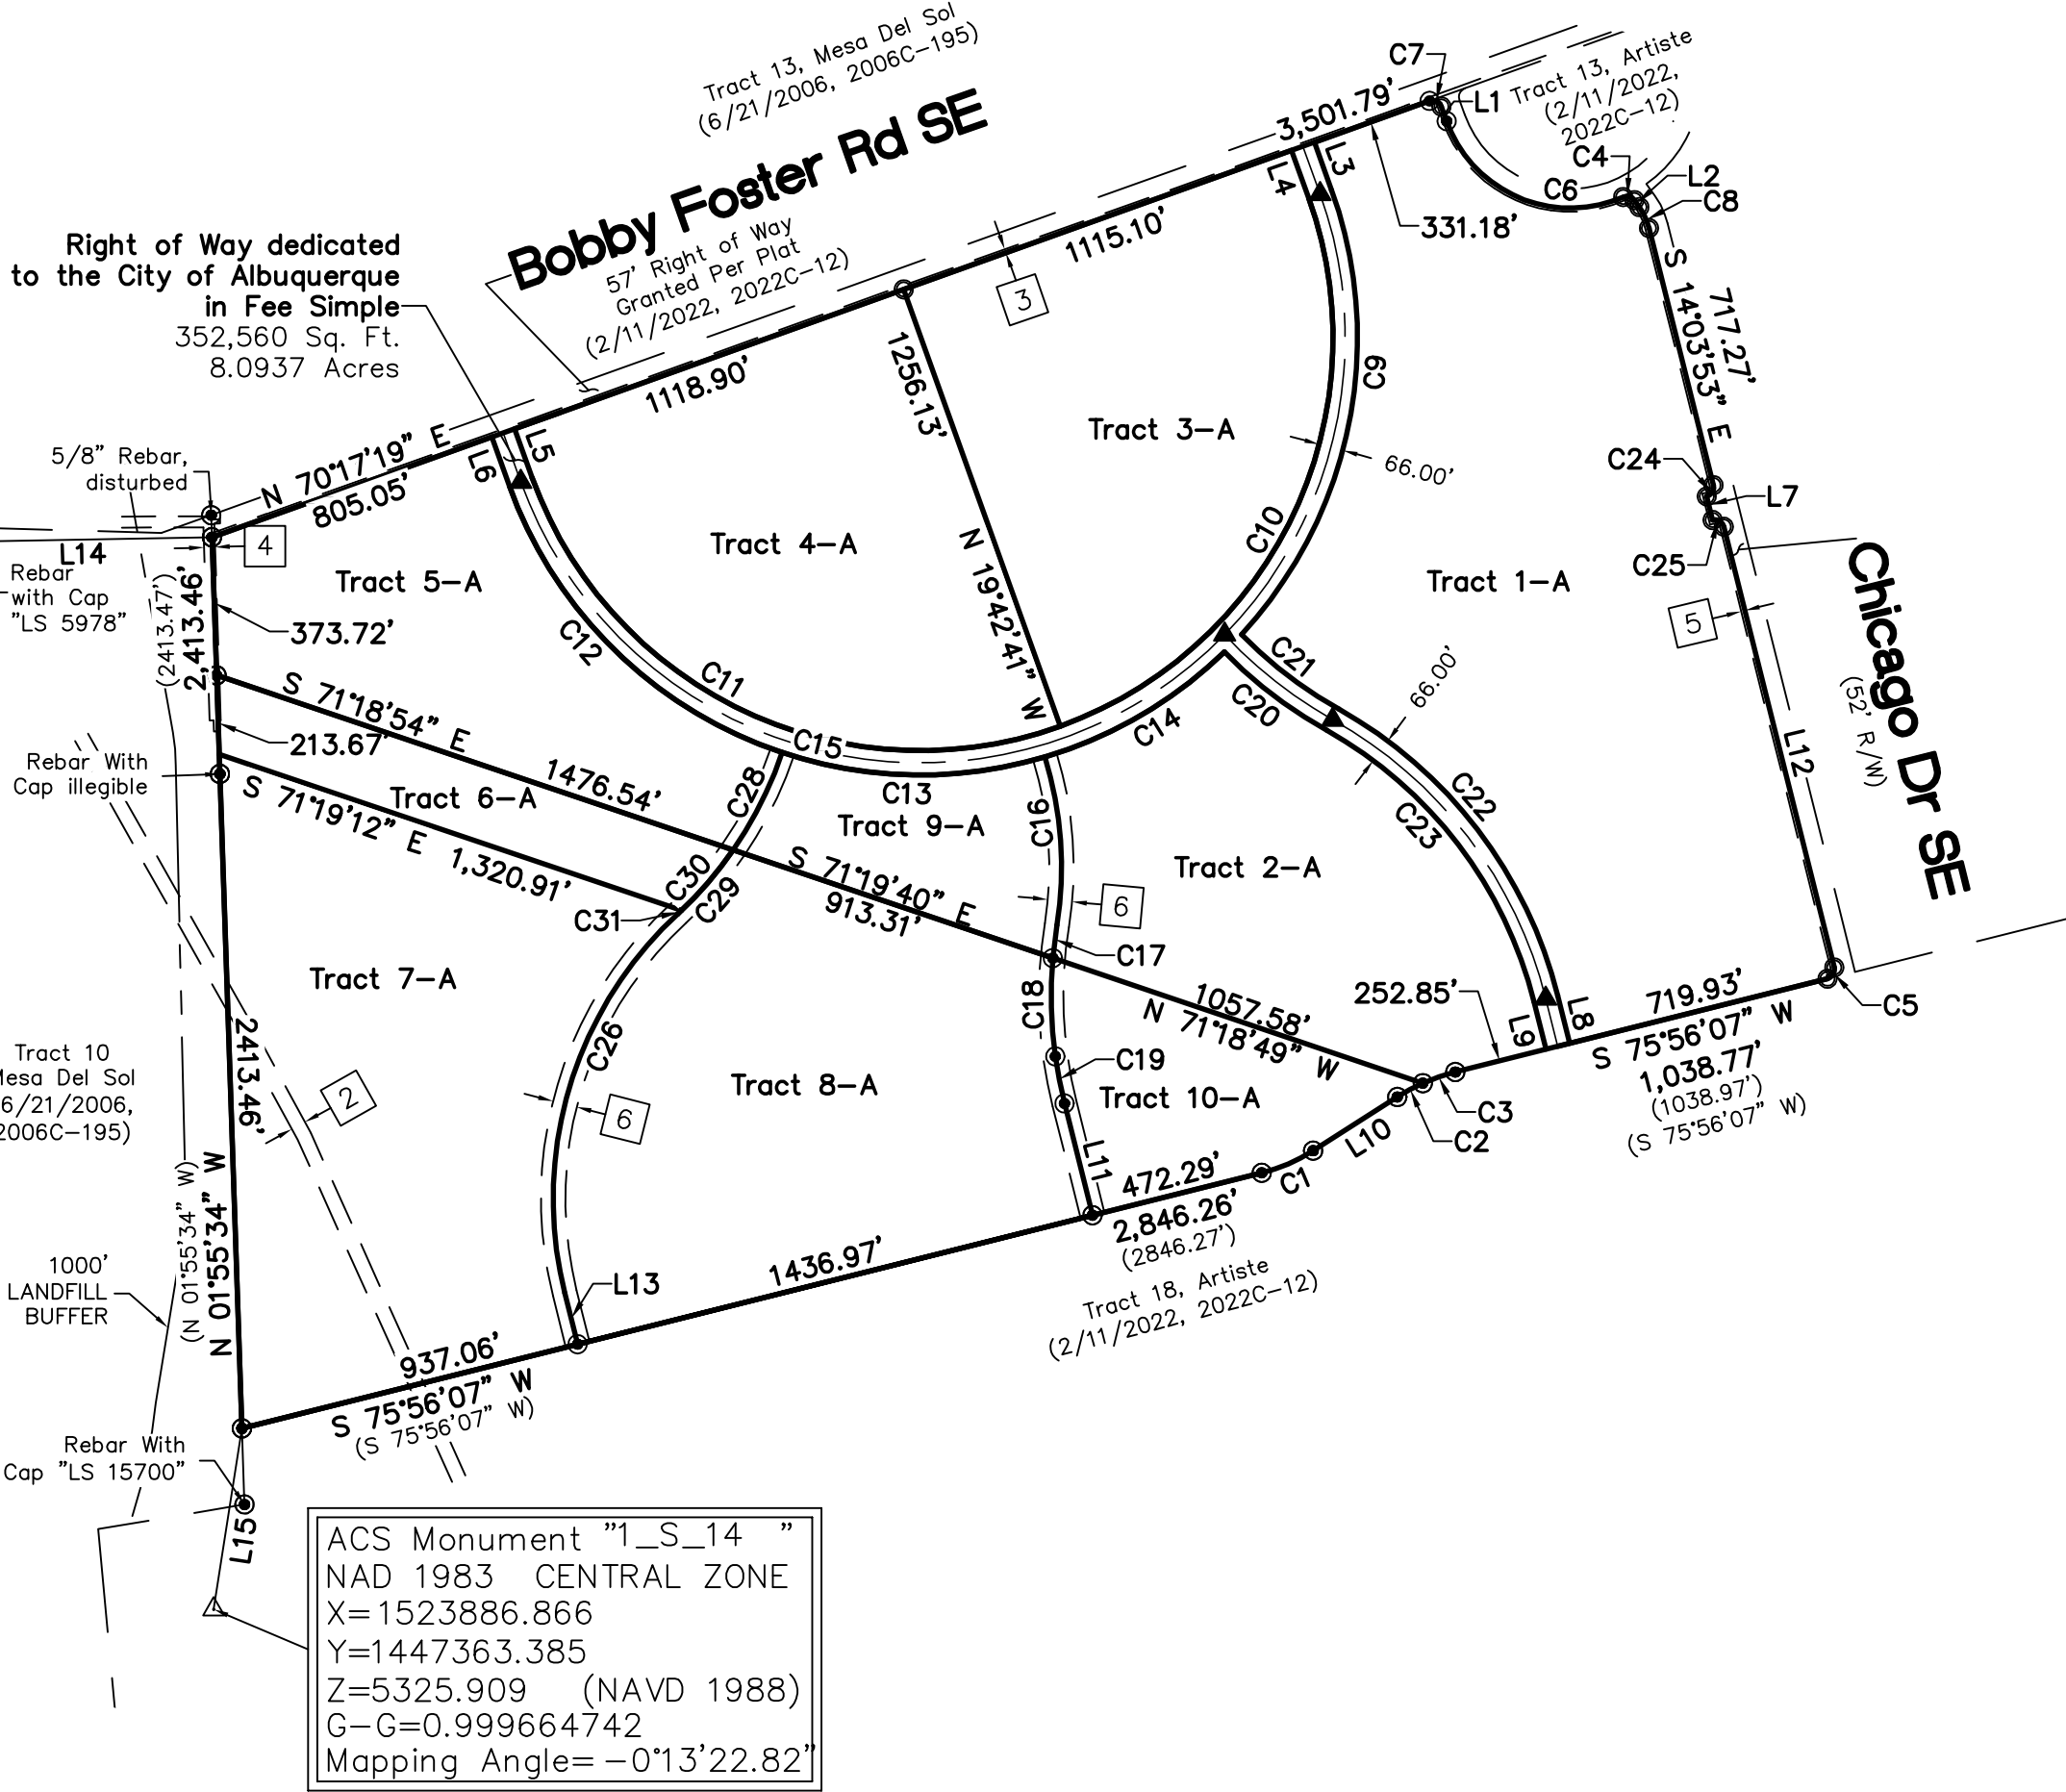 Tract 13, Mesa Del Sol
(6/21/2006, 2006C-195)
Bobby Foster Rd SE
57' Right of Way
Granted Per Plat
(2/11/2022, 2022C-12)
C7
L1
Tract 13, Artiste
(2/11/2022,
2022C-12)
3,501.79'
C4
C6
L2
C8
L3
L4
331.18'
1115.10'
3
Right of Way dedicated
to the City of Albuquerque
in Fee Simple
352,560 Sq. Ft.
8.0937 Acres
1118.90'
1256.13'
N 19°42'41" W
S 14°03'53" E
717.27'
C9
Tract 3-A
66.00'
5/8" Rebar,
disturbed
N 70°17'19" E
805.05'
L5
L6
C24
L7
C25
L14
4
Rebar
with Cap
"LS 5978"
Tract 5-A
Tract 4-A
C10
Tract 1-A
Chicago Dr SE
(52' R/W)
5
(2413.47')
2,413.46'
373.72'
C12
C11
C21
C20
66.00'
S 71°18'54" E
1476.54'
213.67'
C15
C14
L12
Rebar With
Cap illegible
S 71°19'12" E 1,320.91'
Tract 6-A
C28
C13
Tract 9-A
C16
C22
C23
Tract 2-A
S 71°19'40" E
913.31'
C30
C29
C31
6
C17
Tract 7-A
C18
1057.58'
N 71°18'49" W
252.85'
L9
L8
719.93'
S 75°56'07" W
1,038.77'
(1038.97')
(S 75°56'07" W)
C5
2413.46'
C26
Tract 8-A
C19
Tract 10-A
C3
C2
L10
Tract 10
Mesa Del Sol
6/21/2006,
2006C-195)
2
6
L11
472.29'
C1
2,846.26'
(2846.27')
Tract 18, Artiste
(2/11/2022, 2022C-12)
N 01°55'34" W
(N 01°55'34" W)
1000'
LANDFILL
BUFFER
L13
1436.97'
937.06'
S 75°56'07" W
(S 75°56'07" W)
Rebar With
Cap "LS 15700"
L15
ACS Monument "1_S_14 "
NAD 1983 CENTRAL ZONE
X=1523886.866
Y=1447363.385
Z=5325.909 (NAVD 1988)
G-G=0.999664742
Mapping Angle=-0°13'22.82"